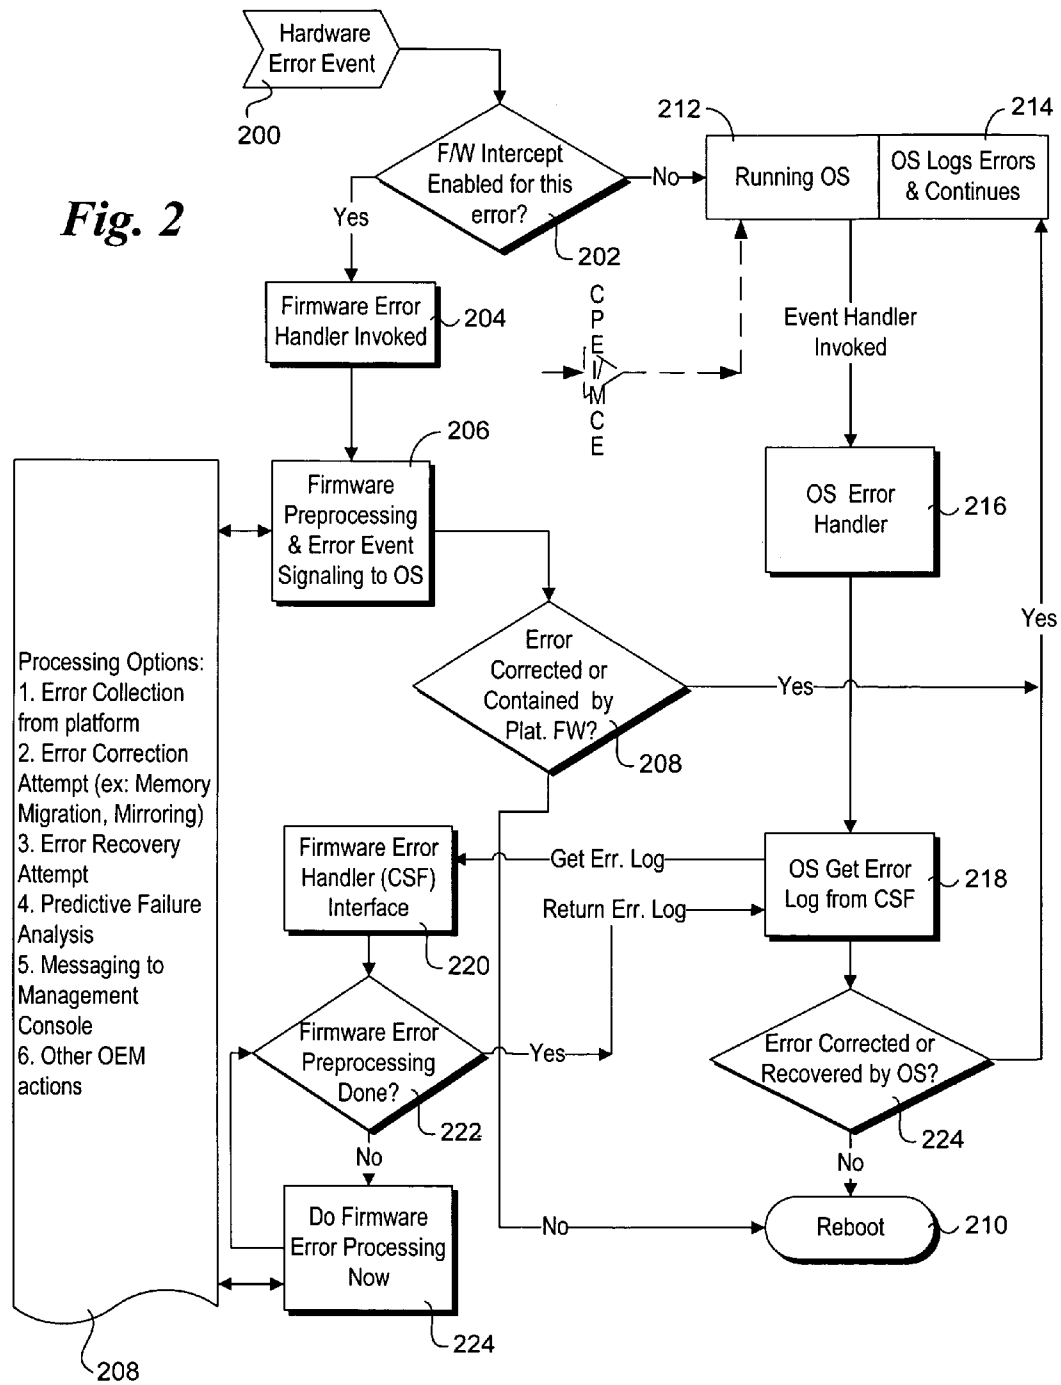 Hardware
Error Event
200
F/W Intercept
Enabled for this
error?
202
No
Yes
212
214
Running OS
OS Logs Errors
& Continues
Fig. 2
Firmware Error
Handler Invoked
204
C
P
E
I/
M
C
E
Event Handler
Invoked
206
Firmware
Preprocessing
& Error Event
Signaling to OS
OS Error
Handler
216
Yes
Processing Options:
1. Error Collection
from platform
2. Error Correction
Attempt (ex: Memory
Migration, Mirroring)
3. Error Recovery
Attempt
4. Predictive Failure
Analysis
5. Messaging to
Management
Console
6. Other OEM
actions
208
Error
Corrected or
Contained by
Plat. FW?
208
Yes
Firmware Error
Handler (CSF)
Interface
220
Get Err. Log
Return Err. Log
OS Get Error
Log from CSF
218
Firmware Error
Preprocessing
Done?
222
Yes
No
Error Corrected or
Recovered by OS?
224
No
Do Firmware
Error Processing
Now
224
No
Reboot
210